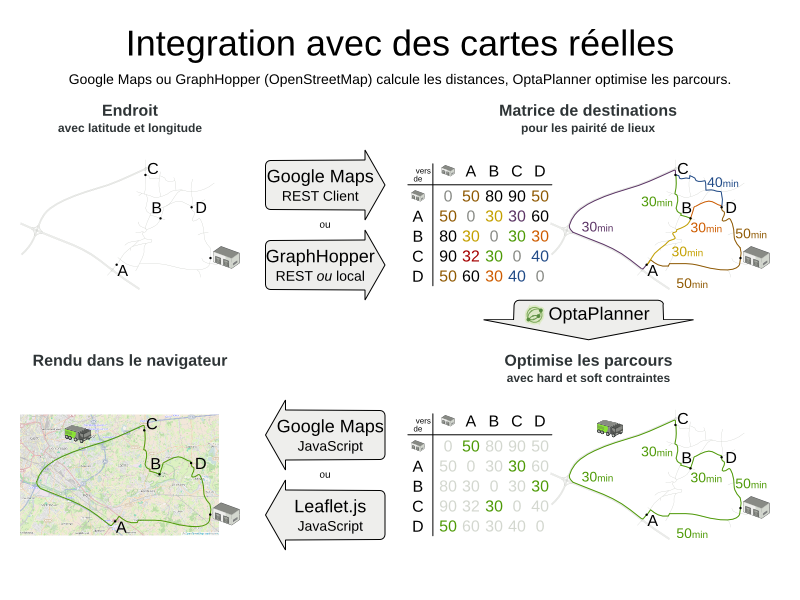 Integration avec des cartes réelles
Google Maps ou GraphHopper (OpenStreetMap) calcule les distances, OptaPlanner optimise les parcours.
Endroit
avec latitude et longitude
C
B
D
A
Google Maps
REST Client
ou
GraphHopper
REST ou local
Matrice de destinations
pour les pairité de lieux
vers
de
A B C D
0 50 80 90 50
A 50 0 30 30 60
B 80 30 0 30 30
C 90 32 30 0 40
D 50 60 30 40 0
C
40min
30min
B
D
30min
30min
50min
30min
A
50min
OptaPlanner
Optimise les parcours
avec hard et soft contraintes
vers
de
A B C D
0 50 80 90 50
A 50 0 30 30 60
B 80 30 0 30 30
C 90 32 30 0 40
D 50 60 30 40 0
C
30min
B
D
30min
30min
50min
A
50min
Google Maps
JavaScript
ou
Leaflet.js
JavaScript
Rendu dans le navigateur
C
B
D
A